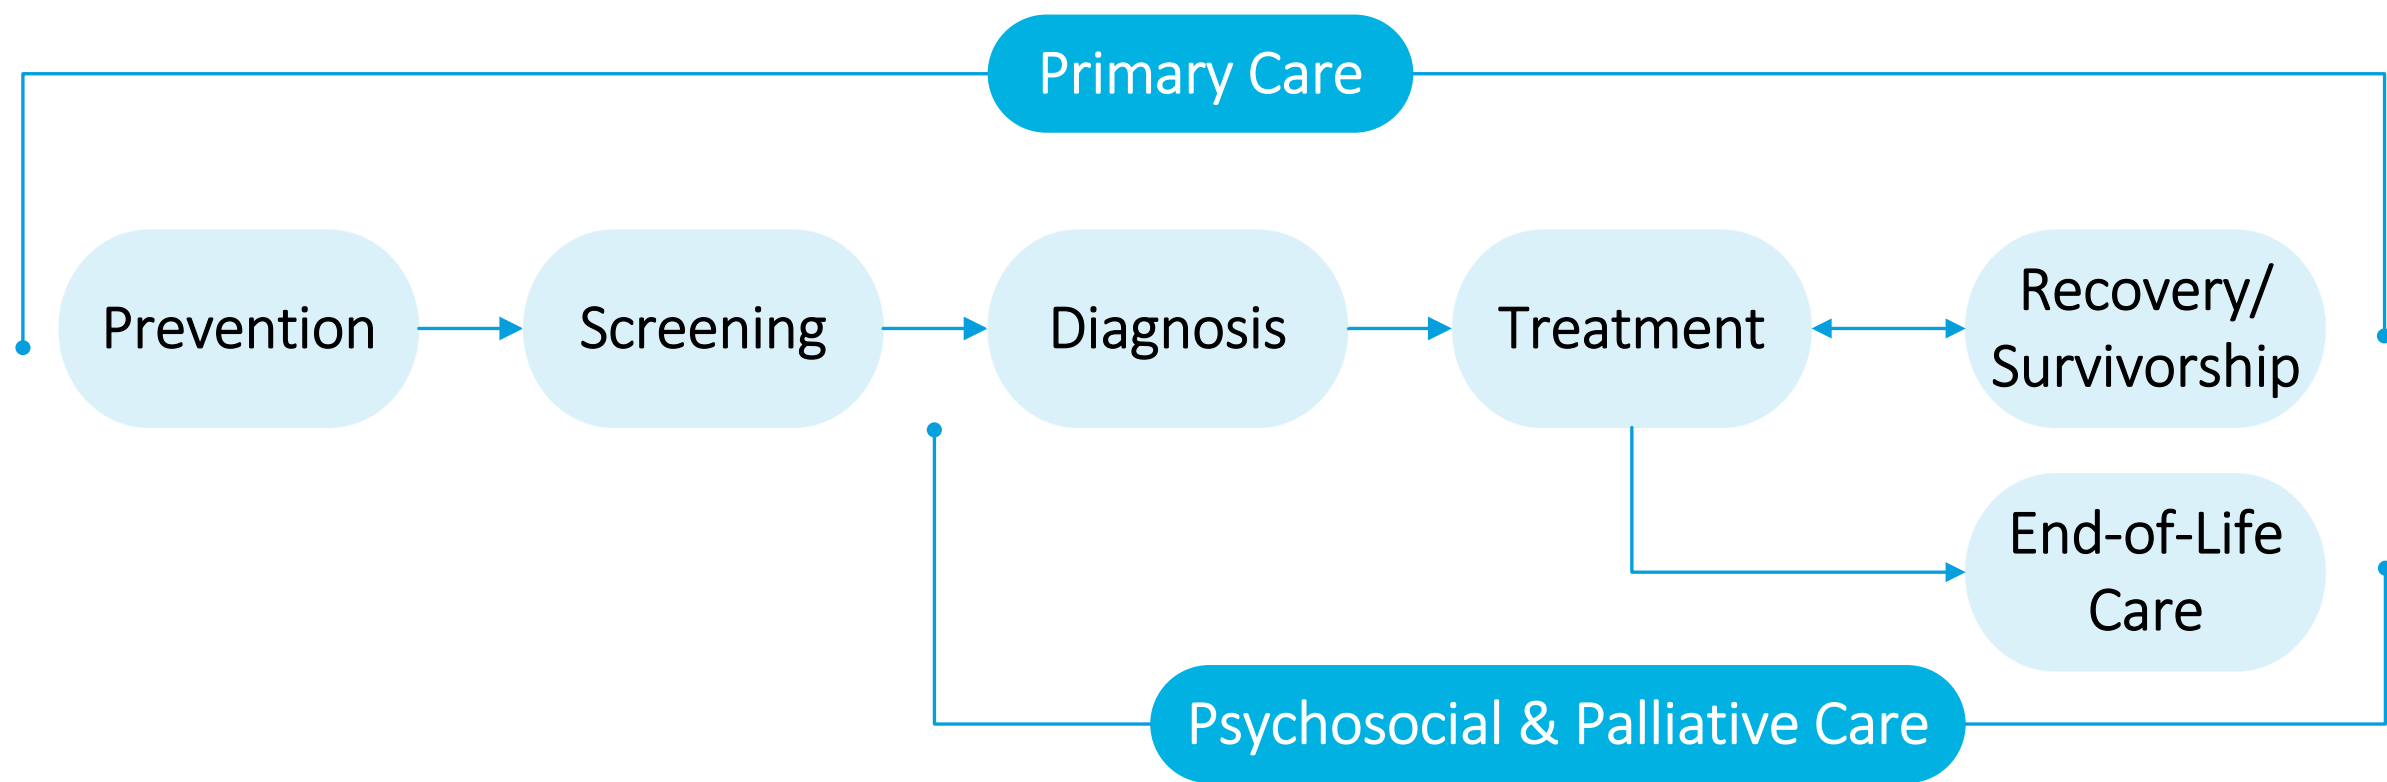 Primary Care
Prevention
Screening
Diagnosis
Treatment
Recovery/
Survivorship
End-of-Life
Care
Psychosocial & Palliative Care